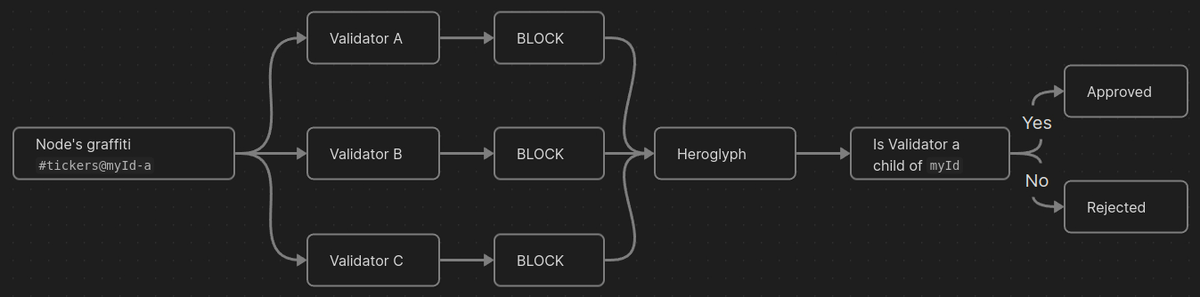 Node's graffiti
#tickers@myId-a
Validator A
BLOCK
Validator B
BLOCK
Validator C
BLOCK
Heroglyph
Is Validator a
child of myId
Yes
Approved
No
Rejected